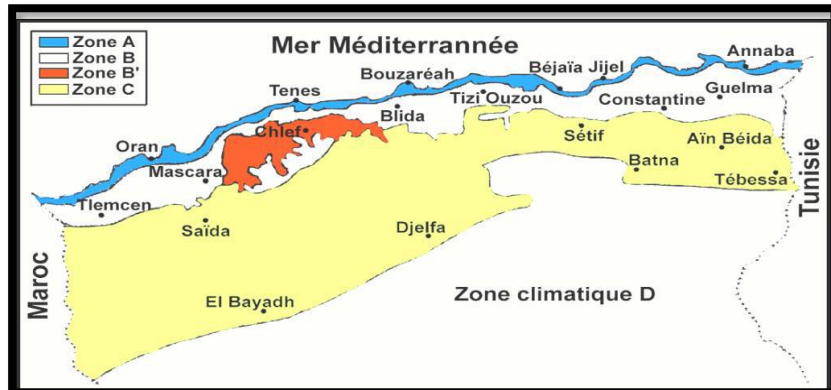 Zone A
Zone B
Zone B'
Zone C
Mer Méditerrannée
Annaba
Bouzaréah
Béjaïa Jijel
Tenes
Guelma
Tizi Ouzou
Constantine
Blida
Chlef
Oran
Sétif
Aïn Béida
Mascara
Batna
Tébessa
Tlemcen
Saïda
Djelfa
Tunisie
Maroc
El Bayadh
Zone climatique D